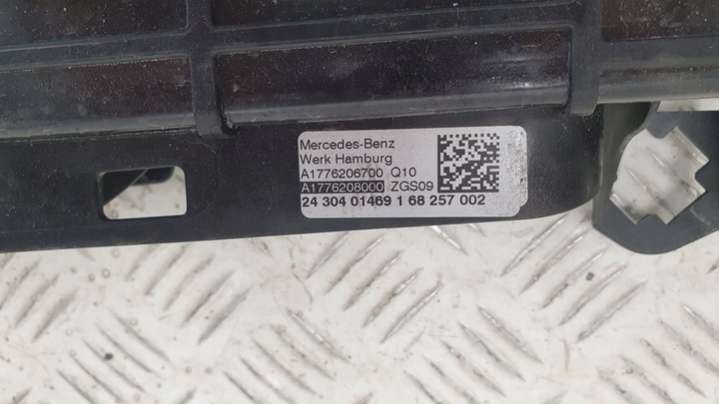 Mercedes-Benz
Werk Hamburg
A1776206700 Q10
A1776208000 ZGS09
24 304 01469 1 68 257 002